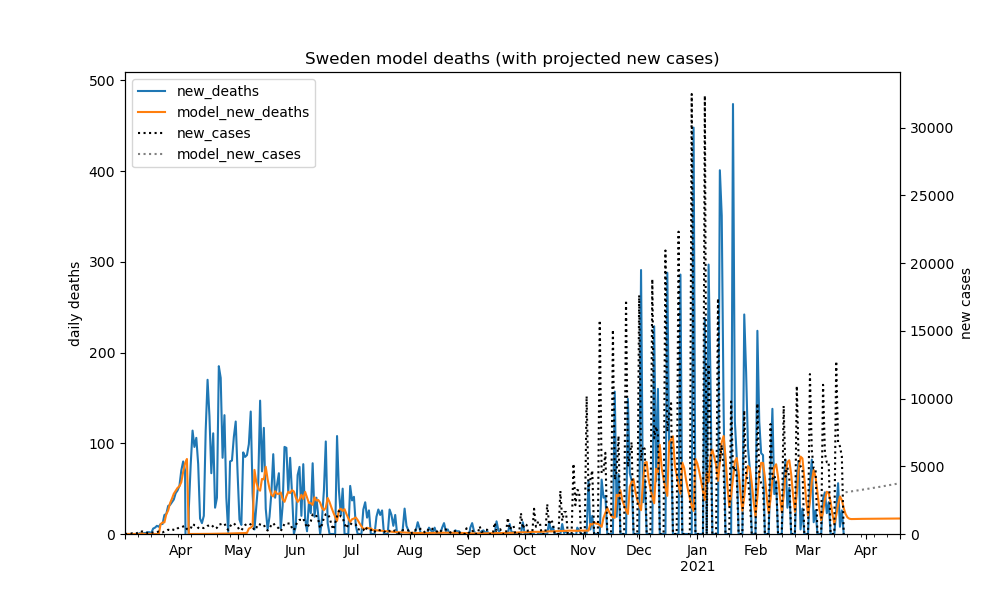 Sweden model deaths (with projected new cases)
new_deaths
model_new_deaths
new_cases
model_new_cases
daily deaths
500
400
300
200
100
0
new cases
30000
25000
20000
15000
10000
5000
0
Apr May Jun Jul Aug Sep Oct Nov Dec Jan Feb Mar Apr
2021